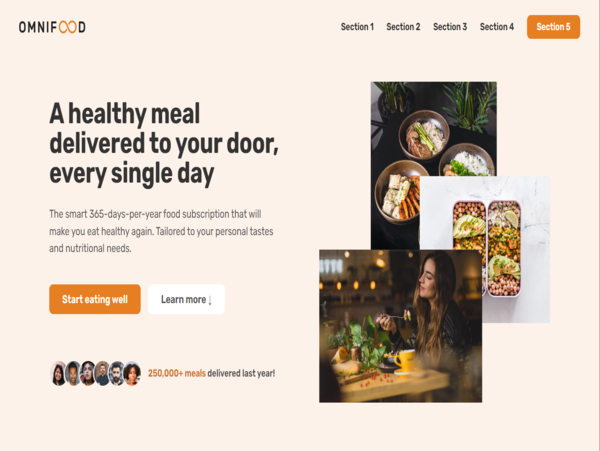 OMNIFOOD
Section 1
Section 2
Section 3
Section 4
Section 5
A healthy meal
delivered to your door,
every single day
The smart 365-days-per-year food subscription that will
make you eat healthy again. Tailored to your personal tastes
and nutritional needs.
Start eating well
Learn more ↓
250,000+ meals delivered last year!